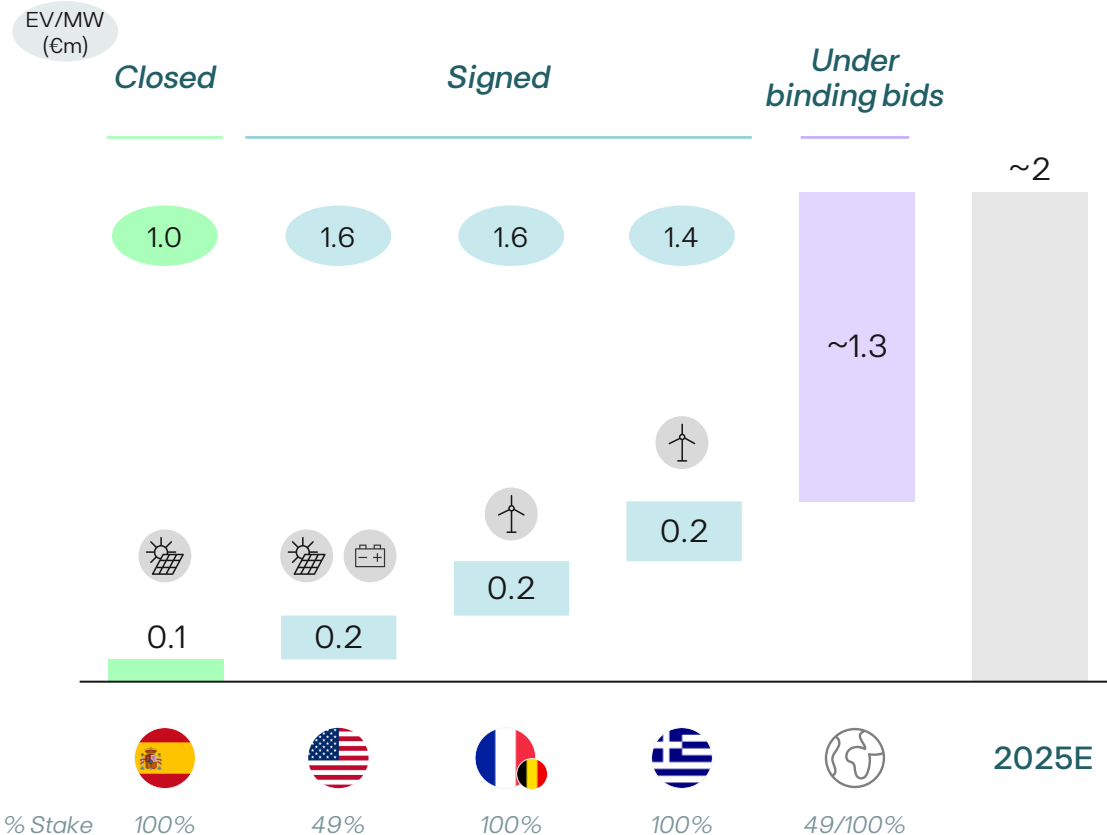 EV/MW
(€m)
Closed
Signed
Under
binding bids
~2
1.0
1.6
1.6
1.4
~1.3
0.2
0.2
0.1
0.2
2025E
% Stake
100%
49%
100%
100%
49/100%